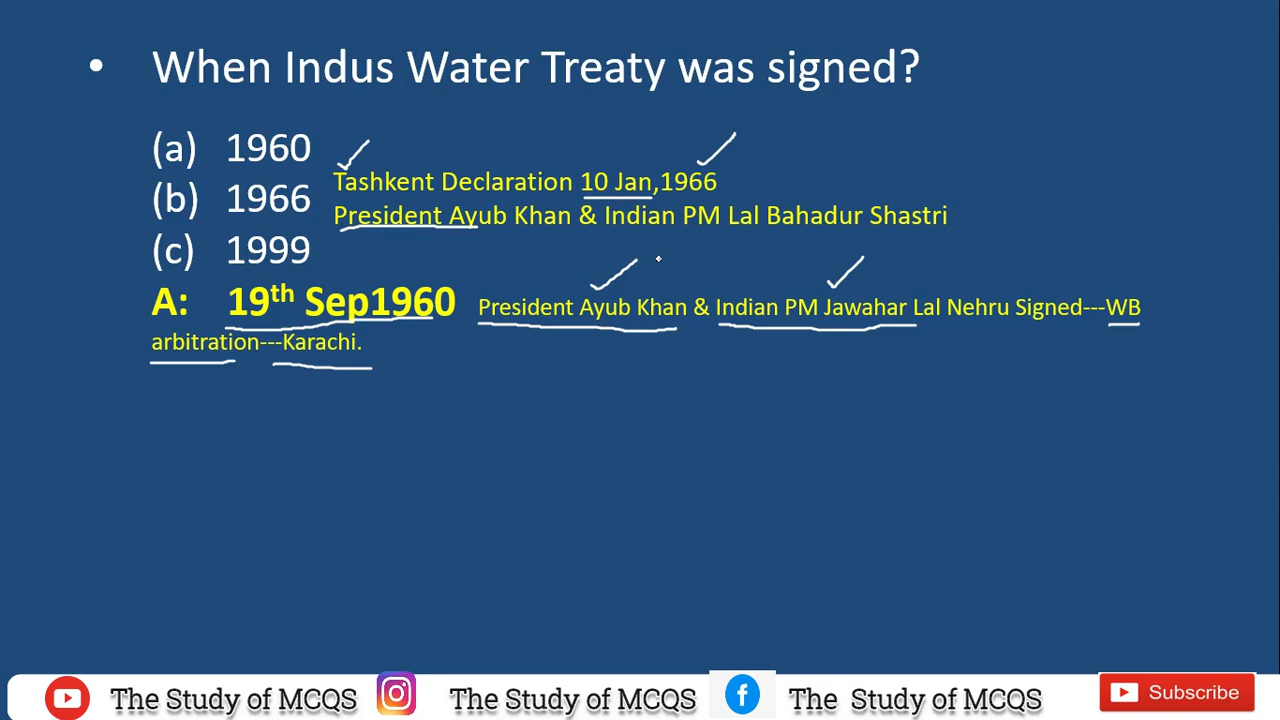 • When Indus Water Treaty was signed?
(a) 1960
Tashkent Declaration 10 Jan,1966
(b) 1966
President Ayub Khan & Indian PM Lal Bahadur Shastri
(c) 1999
A: 19th Sep1960 President Ayub Khan & Indian PM Jawahar Lal Nehru Signed---WB
arbitration---Karachi.
The Study of MCQS The Study of MCQS The Study of MCQS Subscribe